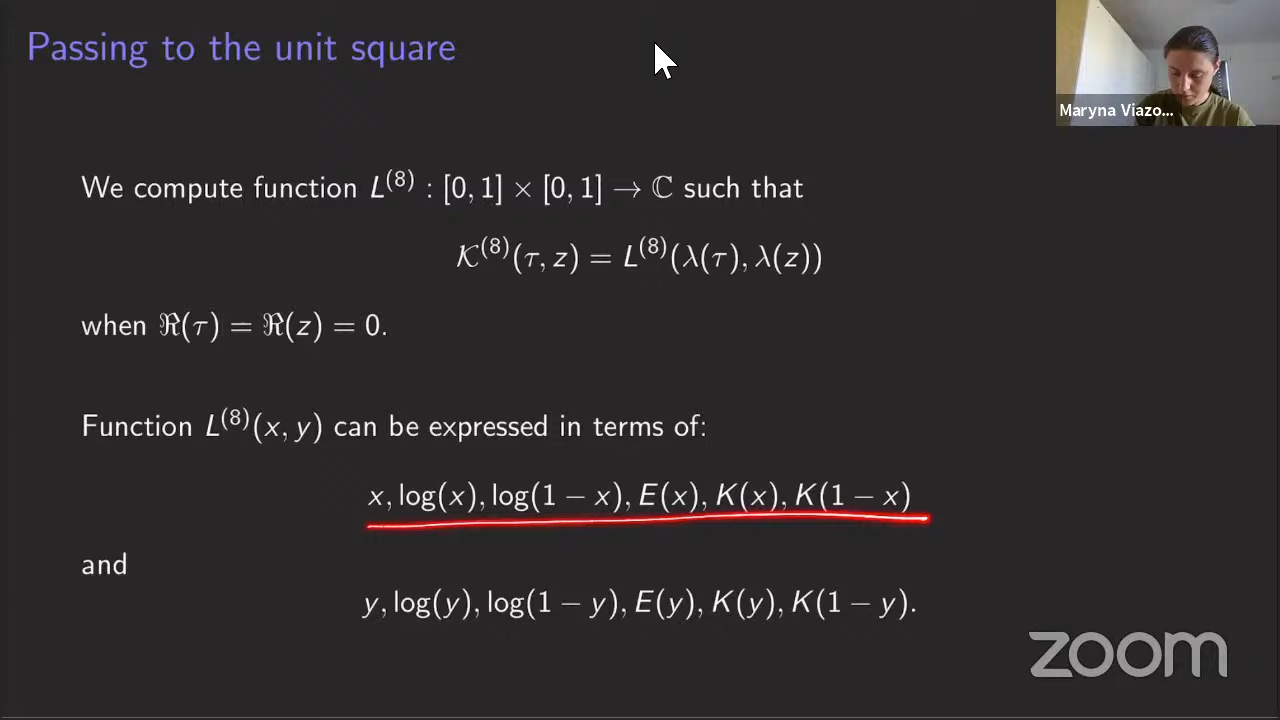 Passing to the unit square
Maryna Viazo...
We compute function L⁽⁸⁾ : [0, 1] × [0, 1] → ℂ such that
𝒦⁽⁸⁾(τ, z) = L⁽⁸⁾(λ(τ), λ(z))
when ℜ(τ) = ℜ(z) = 0.
Function L⁽⁸⁾(x, y) can be expressed in terms of:
x, log(x), log(1 − x), E(x), K(x), K(1 − x)
and
y, log(y), log(1 − y), E(y), K(y), K(1 − y).
zoom